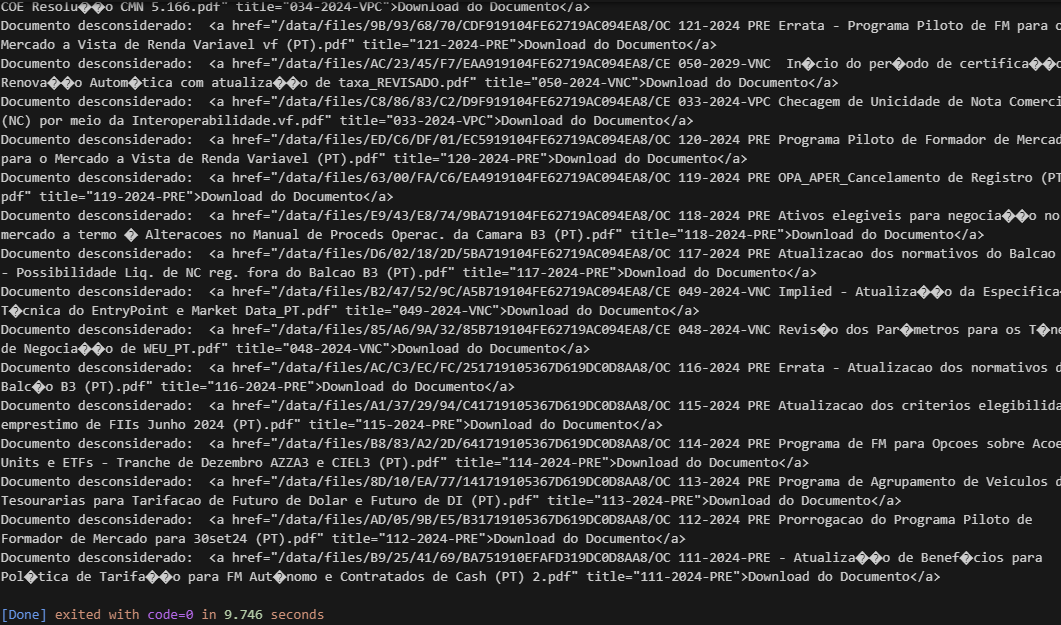 COE Resolu��o CMN 5.166.pdf" title="034-2024-VPC">Download do Documento</a>
Documento desconsiderado:  <a href="/data/files/9B/93/68/70/CDF919104FE62719AC094EA8/OC 121-2024 PRE Errata - Programa Piloto de FM para o
Mercado a Vista de Renda Variavel vf (PT).pdf" title="121-2024-PRE">Download do Documento</a>
Documento desconsiderado:  <a href="/data/files/AC/23/45/F7/EAA919104FE62719AC094EA8/CE 050-2029-VNC  In�cio do per�odo de certifica��o
Renova��o Autom�tica com atualiza��o de taxa_REVISADO.pdf" title="050-2024-VNC">Download do Documento</a>
Documento desconsiderado:  <a href="/data/files/C8/86/83/C2/D9F919104FE62719AC094EA8/CE 033-2024-VPC Checagem de Unicidade de Nota Comerci
(NC) por meio da Interoperabilidade.vf.pdf" title="033-2024-VPC">Download do Documento</a>
Documento desconsiderado:  <a href="/data/files/ED/C6/DF/01/EC5919104FE62719AC094EA8/OC 120-2024 PRE Programa Piloto de Formador de Mercad
para o Mercado a Vista de Renda Variavel (PT).pdf" title="120-2024-PRE">Download do Documento</a>
Documento desconsiderado:  <a href="/data/files/63/00/FA/C6/EA4919104FE62719AC094EA8/OC 119-2024 PRE OPA_APER_Cancelamento de Registro (PT
pdf" title="119-2024-PRE">Download do Documento</a>
Documento desconsiderado:  <a href="/data/files/E9/43/E8/74/9BA719104FE62719AC094EA8/OC 118-2024 PRE Ativos elegiveis para negocia��o no
mercado a termo � Alteracoes no Manual de Proceds Operac. da Camara B3 (PT).pdf" title="118-2024-PRE">Download do Documento</a>
Documento desconsiderado:  <a href="/data/files/D6/02/18/2D/5BA719104FE62719AC094EA8/OC 117-2024 PRE Atualizacao dos normativos do Balcao
- Possibilidade Liq. de NC reg. fora do Balcao B3 (PT).pdf" title="117-2024-PRE">Download do Documento</a>
Documento desconsiderado:  <a href="/data/files/B2/47/52/9C/A5B719104FE62719AC094EA8/CE 049-2024-VNC Implied - Atualiza��o da Especifica
T�cnica do EntryPoint e Market Data_PT.pdf" title="049-2024-VNC">Download do Documento</a>
Documento desconsiderado:  <a href="/data/files/85/A6/9A/32/85B719104FE62719AC094EA8/CE 048-2024-VNC Revis�o dos Par�metros para os T�ne
de Negocia��o de WEU_PT.pdf" title="048-2024-VNC">Download do Documento</a>
Documento desconsiderado:  <a href="/data/files/AC/C3/EC/FC/251719104FE62719AC094EA8/OC 116-2024 PRE Errata - Atualizacao dos normativos d
Balc�o B3 (PT).pdf" title="116-2024-PRE">Download do Documento</a>
Documento desconsiderado:  <a href="/data/files/A1/37/29/94/C41719105367D619DC0D8AA8/OC 115-2024 PRE Atualizacao dos criterios elegibilida
emprestimo de FIIs Junho 2024 (PT).pdf" title="115-2024-PRE">Download do Documento</a>
Documento desconsiderado:  <a href="/data/files/B8/83/A2/2D/641719105367D619DC0D8AA8/OC 114-2024 PRE Programa de FM para Opcoes sobre Acoe
Units e ETFs - Tranche de Dezembro AZZA3 e CIEL3 (PT).pdf" title="114-2024-PRE">Download do Documento</a>
Documento desconsiderado:  <a href="/data/files/8D/10/EA/77/141719105367D619DC0D8AA8/OC 113-2024 PRE Programa de Agrupamento de Veiculos d
Tesourarias para Tarifacao de Futuro de Dolar e Futuro de DI (PT).pdf" title="113-2024-PRE">Download do Documento</a>
Documento desconsiderado:  <a href="/data/files/AD/05/9B/E5/B31719105367D619DC0D8AA8/OC 112-2024 PRE Prorrogacao do Programa Piloto de
Formador de Mercado para 30set24 (PT).pdf" title="112-2024-PRE">Download do Documento</a>
Documento desconsiderado:  <a href="/data/files/B9/25/41/69/BA751910EFFAFD319DC0D8AA8/OC 111-2024-PRE - Atualiza��o de Benef�cios para
Pol�tica de Tarifa��o para FM Aut�nomo e Contratados de Cash (PT) 2.pdf" title="111-2024-PRE">Download do Documento</a>
[Done] exited with code=0 in 9.746 seconds